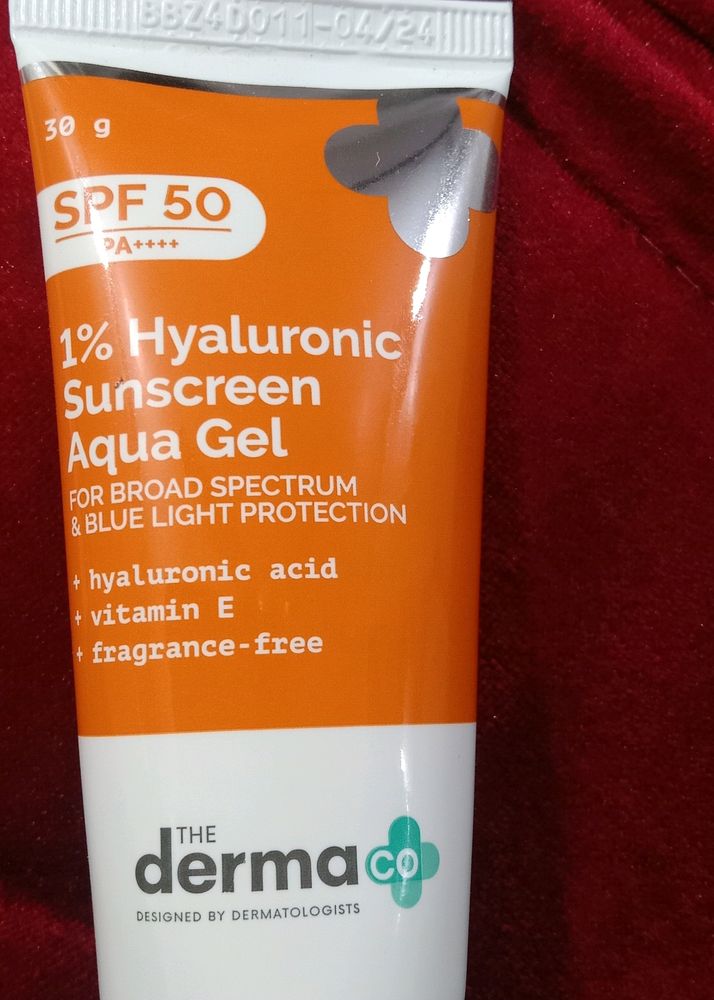 BBZ4D011-04/24
30 g
SPF 50
PA++++
1% Hyaluronic
Sunscreen
Aqua Gel
FOR BROAD SPECTRUM
& BLUE LIGHT PROTECTION
+ hyaluronic acid
+ vitamin E
+ fragrance-free
THE
derma co
DESIGNED BY DERMATOLOGISTS